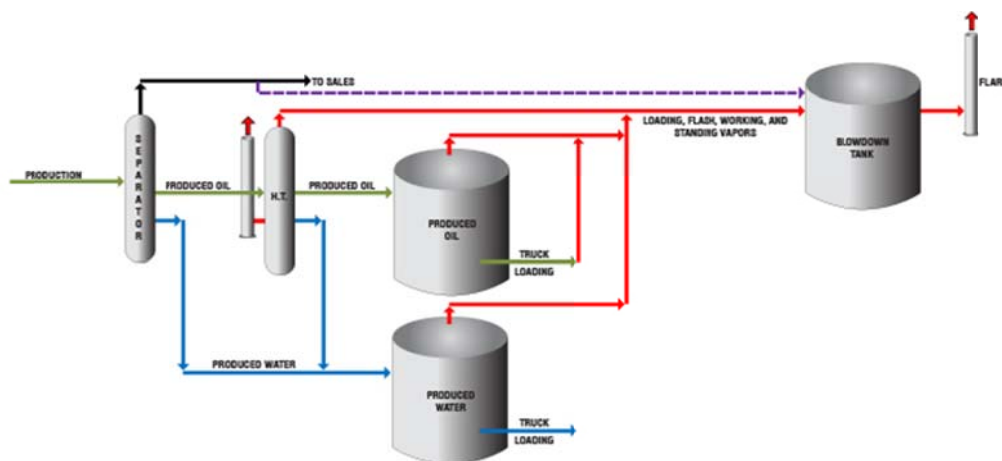 TO SALES
FLAR
LOADING, FLASH, WORKING, AND
STANDING VAPORS
BLOWDOWN
TANK
SEPARATOR
PRODUCTION
PRODUCED OIL
H.T.
PRODUCED OIL
PRODUCED
OIL
TRUCK
LOADING
PRODUCED WATER
PRODUCED
WATER
TRUCK
LOADING